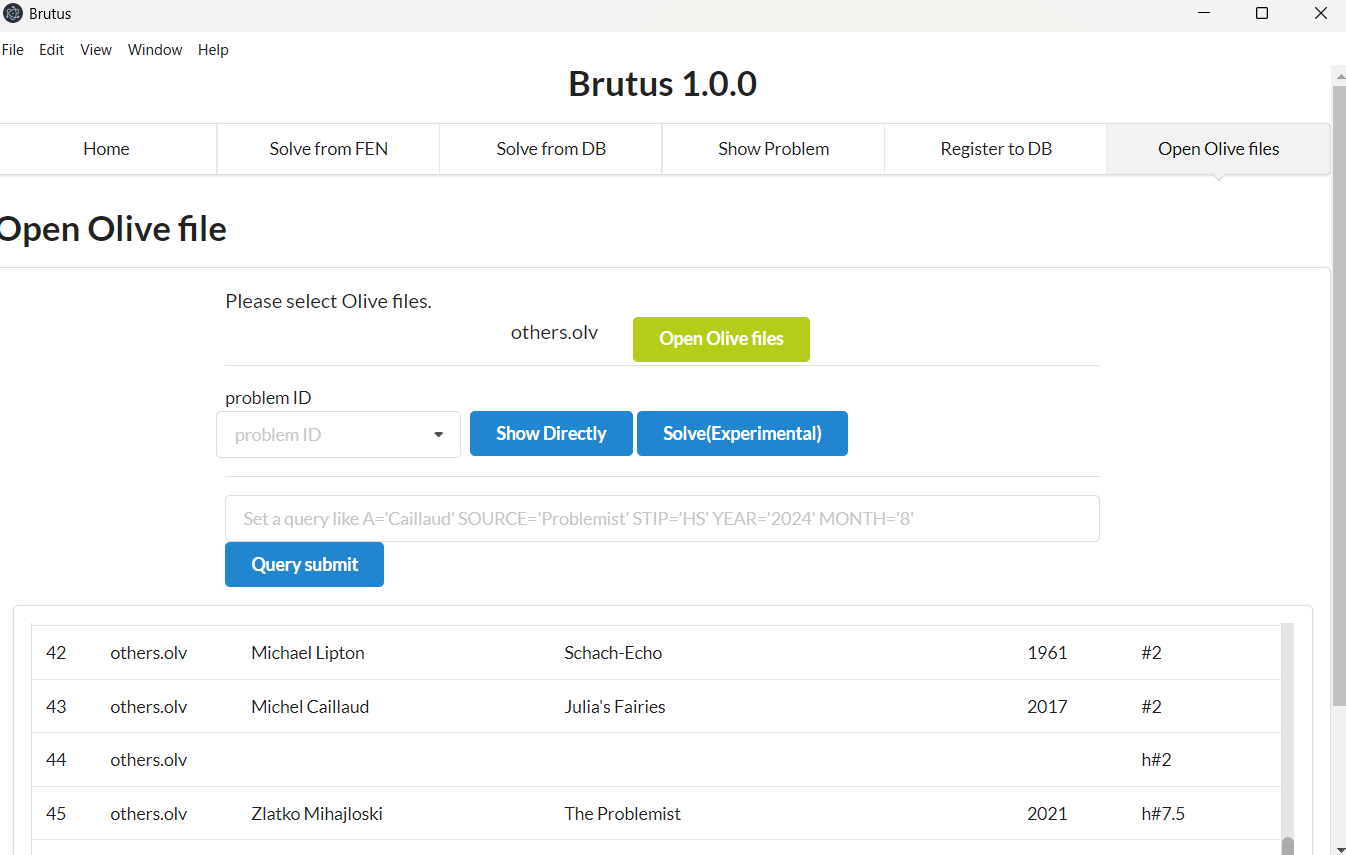 Brutus
File Edit View Window Help
Brutus 1.0.0
Home Solve from FEN Solve from DB Show Problem Register to DB Open Olive files
Open Olive file
Please select Olive files.
others.olv Open Olive files
problem ID
problem ID Show Directly Solve(Experimental)
Set a query like A='Caillaud' SOURCE='Problemist' STIP='HS' YEAR='2024' MONTH='8'
Query submit
42 others.olv Michael Lipton Schach-Echo 1961 #2
43 others.olv Michel Caillaud Julia's Fairies 2017 #2
44 others.olv h#2
45 others.olv Zlatko Mihajloski The Problemist 2021 h#7.5